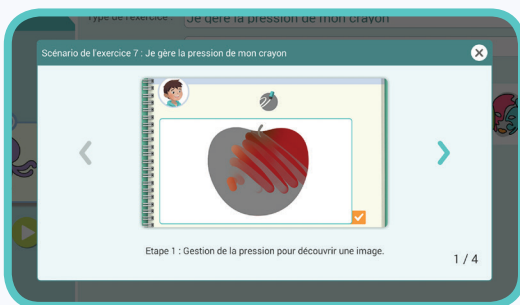 Type de l'exercice : Je gère la pression de mon crayon
Scénario de l'exercice 7 : Je gère la pression de mon crayon
Etape 1 : Gestion de la pression pour découvrir une image.
1 / 4